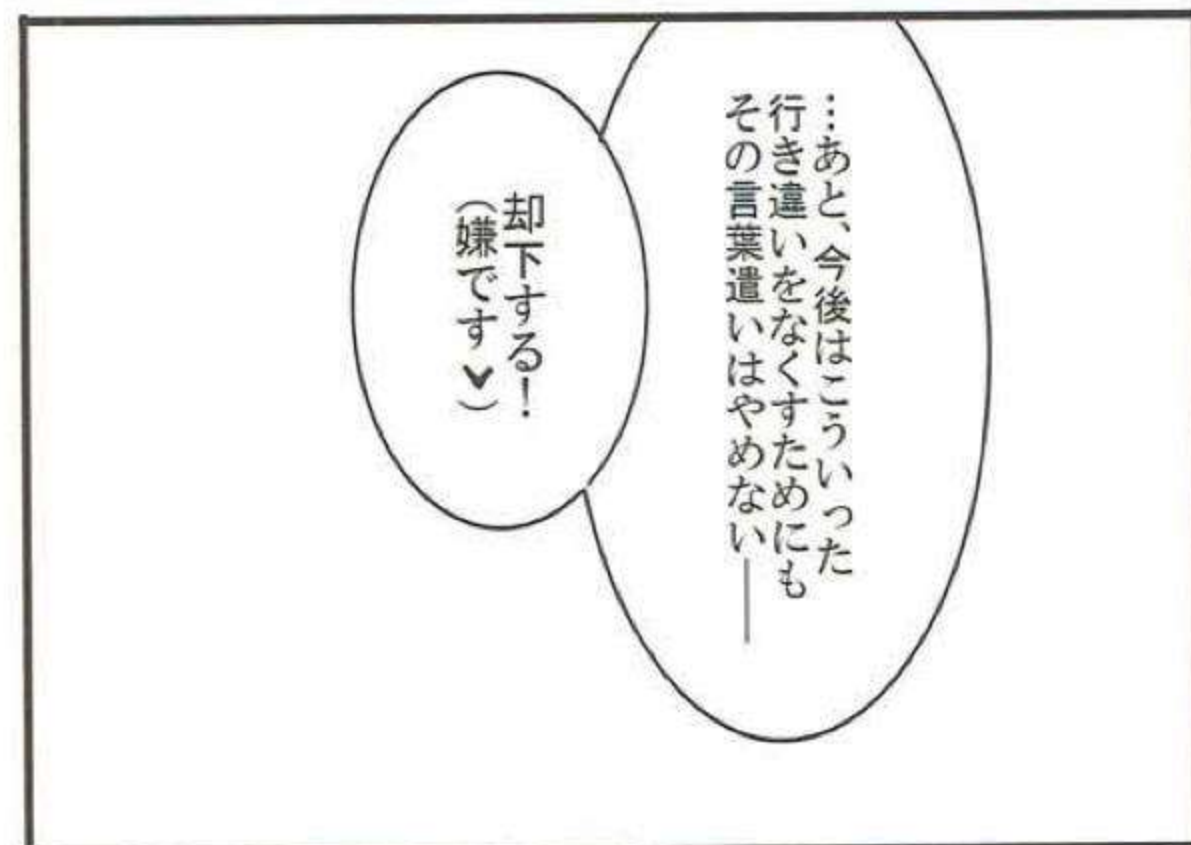 …あと、今後はこういった
行き違いをなくすためにも
その言葉遣いはやめない――
却下する!
(嫌です♥)